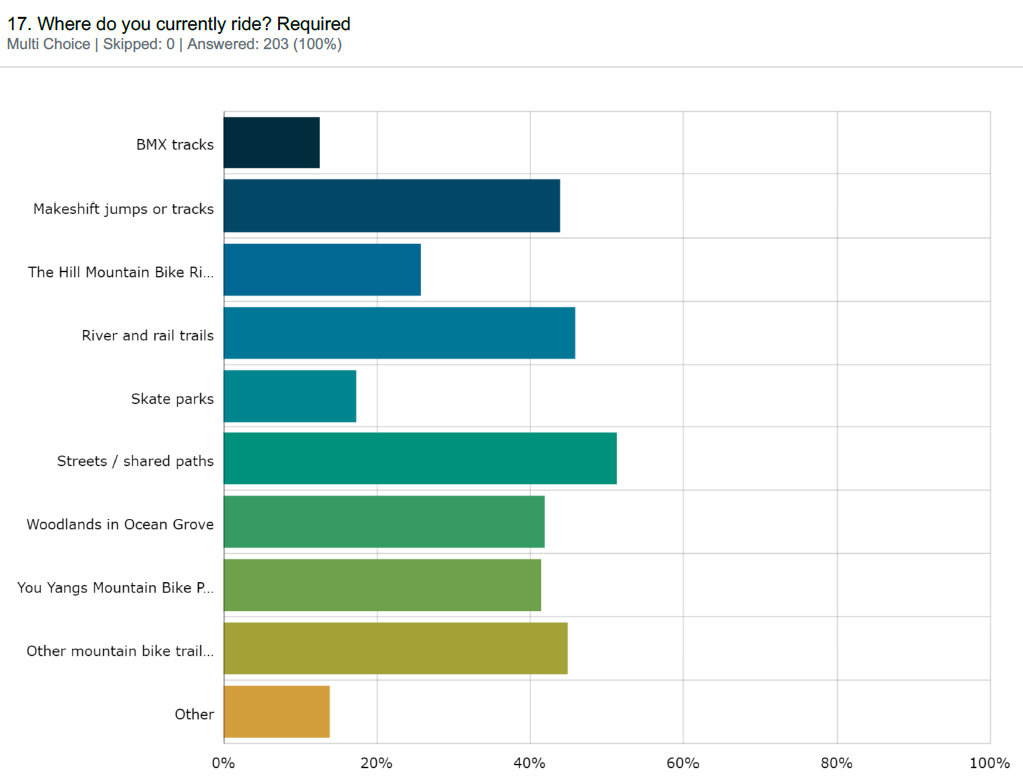 17. Where do you currently ride? Required
Multi Choice | Skipped: 0 | Answered: 203 (100%)
BMX tracks
Makeshift jumps or tracks
The Hill Mountain Bike Ri...
River and rail trails
Skate parks
Streets / shared paths
Woodlands in Ocean Grove
You Yangs Mountain Bike P...
Other mountain bike trail...
Other
0% 20% 40% 60% 80% 100%